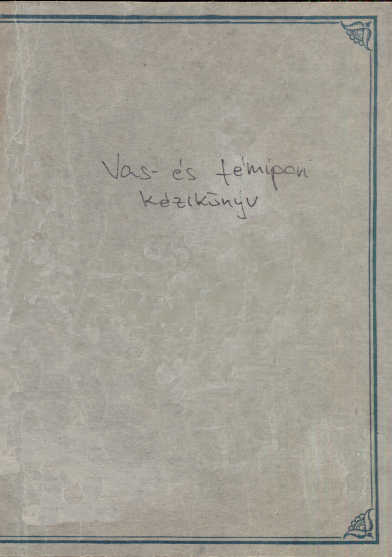 Vas- és fémipari
kézikönyv